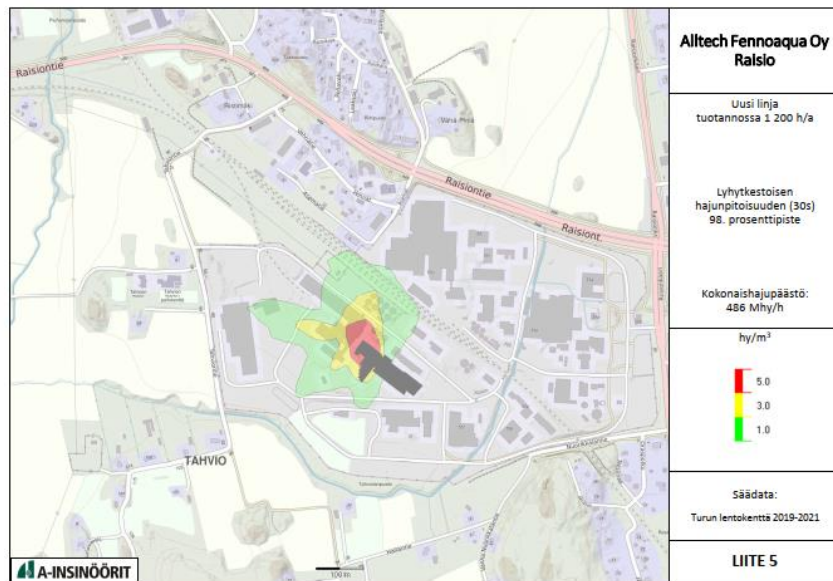 Raisiontie
Raisiontie
Raisiont.
TAHVIO
100 m
A-INSINÖÖRIT
Alltech Fennoaqua Oy
Raisio
Uusi linja
tuotannossa 1 200 h/a
Lyhytkestoisen
hajunpitoisuuden (30s)
98. prosenttipiste
Kokonaishajupäästö:
486 Mhy/h
hy/m³
5.0
3.0
1.0
Säädata:
Turun lentokenttä 2019-2021
LIITE 5